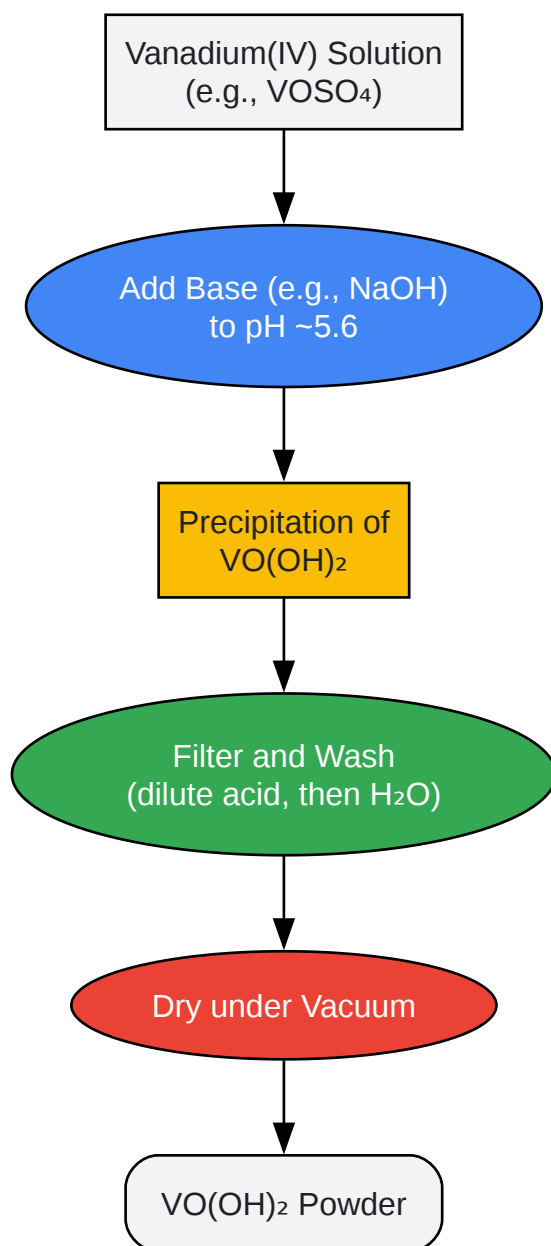 Vanadium(IV) Solution
(e.g., VOSO₄)
Add Base (e.g., NaOH)
to pH ~5.6
Precipitation of
VO(OH)₂
Filter and Wash
(dilute acid, then H₂O)
Dry under Vacuum
VO(OH)₂ Powder